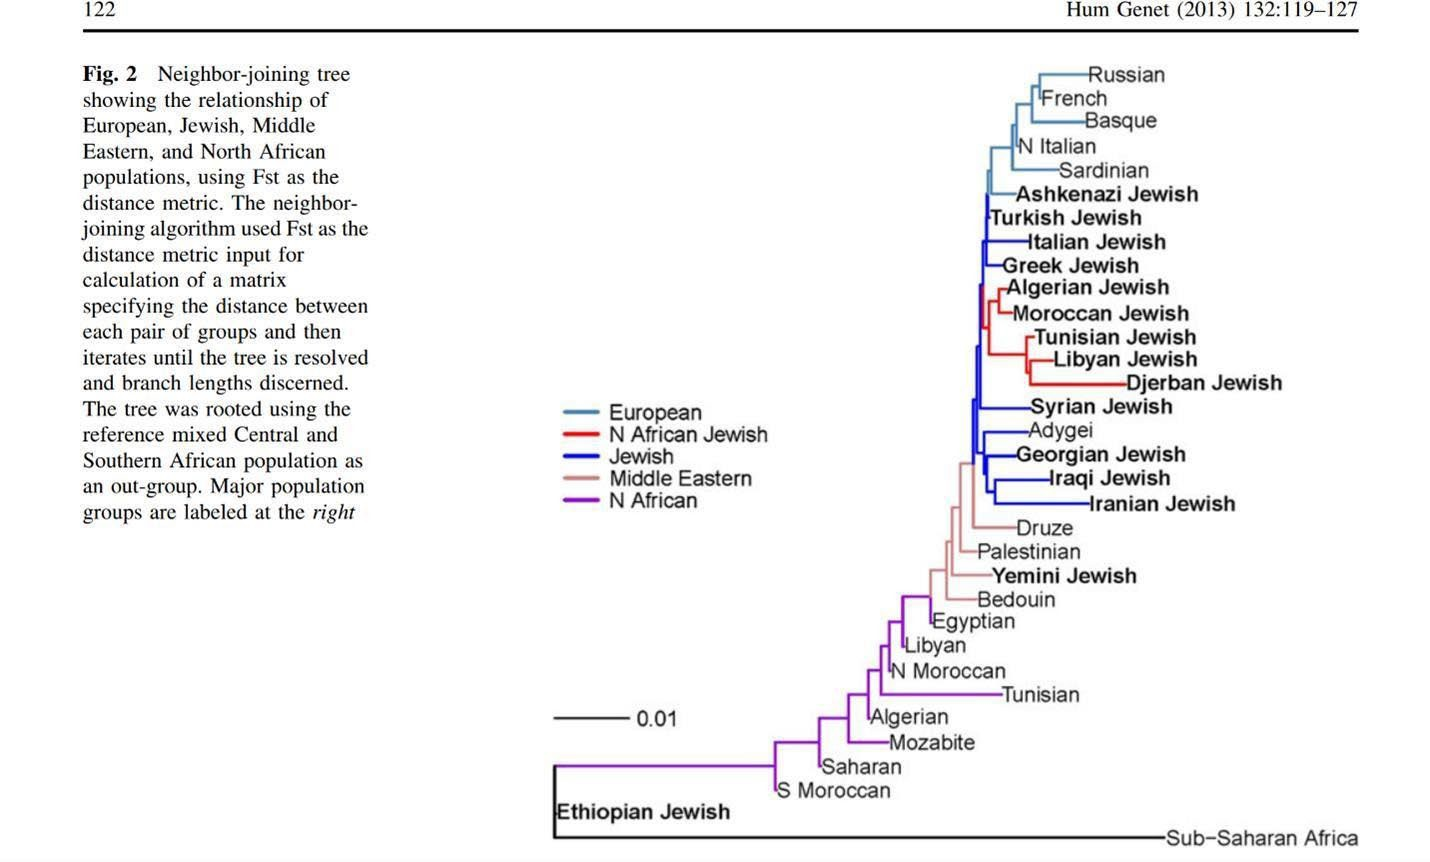 122
Hum Genet (2013) 132:119–127
Fig. 2 Neighbor-joining tree
showing the relationship of
European, Jewish, Middle
Eastern, and North African
populations, using Fst as the
distance metric. The neighbor-
joining algorithm used Fst as the
distance metric input for
calculation of a matrix
specifying the distance between
each pair of groups and then
iterates until the tree is resolved
and branch lengths discerned.
The tree was rooted using the
reference mixed Central and
Southern African population as
an out-group. Major population
groups are labeled at the right
European
N African Jewish
Jewish
Middle Eastern
N African
0.01
Russian
French
Basque
N Italian
Sardinian
Ashkenazi Jewish
Turkish Jewish
Italian Jewish
Greek Jewish
Algerian Jewish
Moroccan Jewish
Tunisian Jewish
Libyan Jewish
Djerban Jewish
Syrian Jewish
Adygei
Georgian Jewish
Iraqi Jewish
Iranian Jewish
Druze
Palestinian
Yemini Jewish
Bedouin
Egyptian
Libyan
N Moroccan
Tunisian
Algerian
Mozabite
Saharan
S Moroccan
Ethiopian Jewish
Sub−Saharan Africa